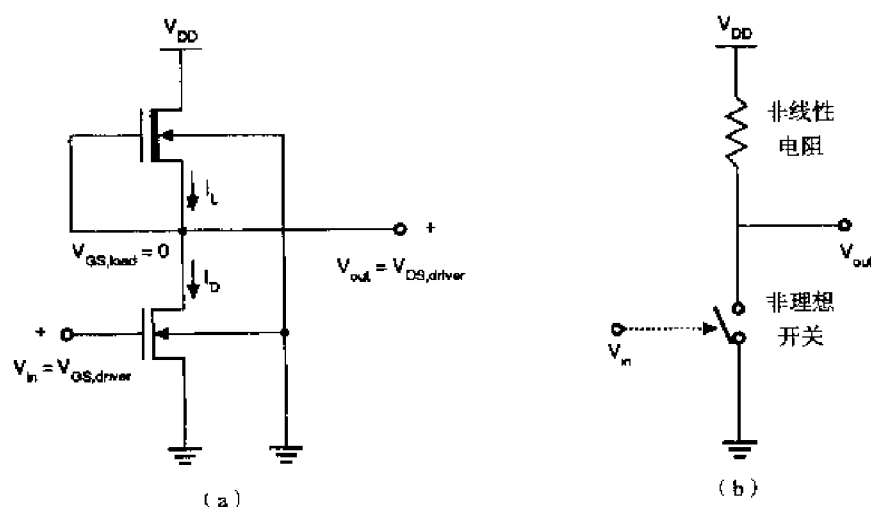 V_DD
I_L
V_GS,load = 0
I_D
+
V_out = V_DS,driver
+
V_in = V_GS,driver
(a)
V_DD
非线性
电阻
V_out
非理想
开关
V_in
(b)